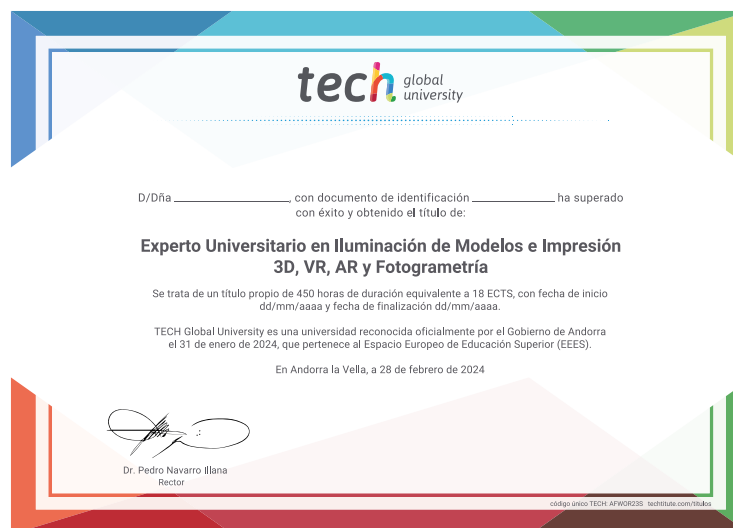 tech global university
D/Dña ____________, con documento de identificación ____________ ha superado
con éxito y obtenido el título de:
Experto Universitario en Iluminación de Modelos e Impresión
3D, VR, AR y Fotogrametría
Se trata de un título propio de 450 horas de duración equivalente a 18 ECTS, con fecha de inicio
dd/mm/aaaa y fecha de finalización dd/mm/aaaa.
TECH Global University es una universidad reconocida oficialmente por el Gobierno de Andorra
el 31 de enero de 2024, que pertenece al Espacio Europeo de Educación Superior (EEES).
En Andorra la Vella, a 28 de febrero de 2024
Dr. Pedro Navarro Illana
Rector
código único TECH: AFWOR23S techtitute.com/titulos